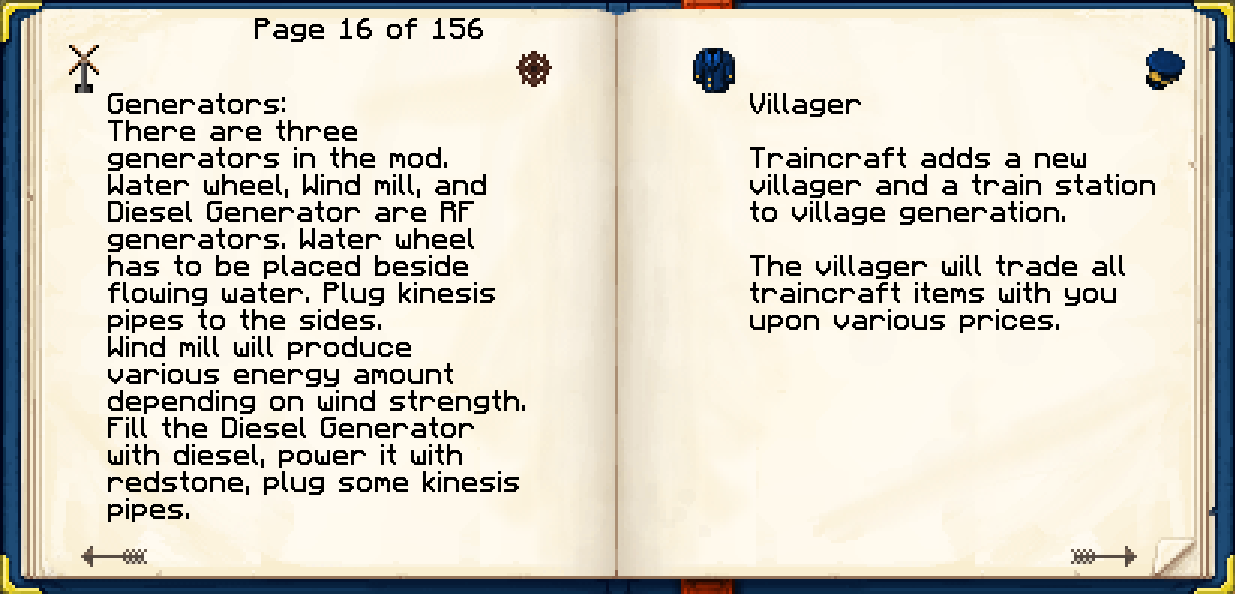 Page 16 of 156
Generators:
There are three
generators in the mod.
Water wheel, Wind mill, and
Diesel Generator are RF
generators. Water wheel
has to be placed beside
flowing water. Plug kinesis
pipes to the sides.
Wind mill will produce
various energy amount
depending on wind strength.
Fill the Diesel Generator
with diesel, power it with
redstone, plug some kinesis
pipes.
Villager
Traincraft adds a new
villager and a train station
to village generation.
The villager will trade all
traincraft items with you
upon various prices.